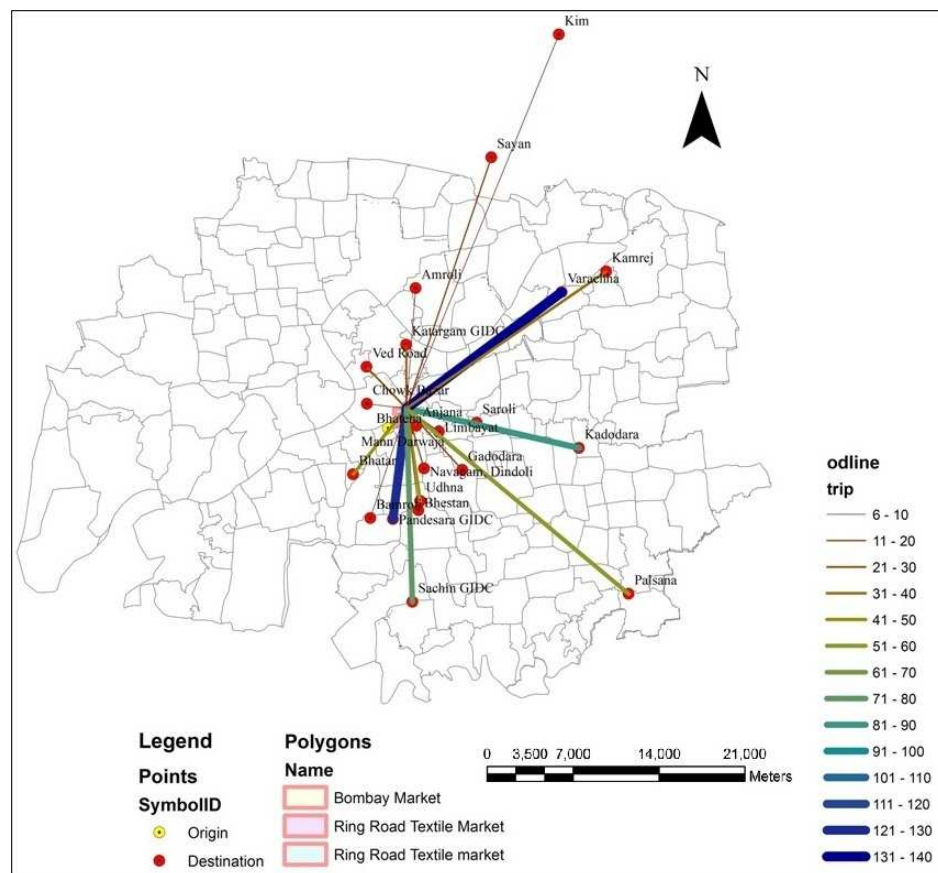 Kim
N
Sayan
Kamrej
Varachha
Amroli
Katargam GIDC
Ved Road
Chowk Bazar
Anjana
Saroli
Bhatena
Limbayat
Mann Darwaja
Kadodara
Bhatar
Gadodara
Navagam, Dindoli
Udhna
Bhestan
Pandesara GIDC
Sachin GIDC
Palsana
odline
trip
6 - 10
11 - 20
21 - 30
31 - 40
41 - 50
51 - 60
61 - 70
71 - 80
81 - 90
91 - 100
101 - 110
111 - 120
121 - 130
131 - 140
Legend
Points
SymbolID
Origin
Destination
Polygons
Name
Bombay Market
Ring Road Textile Market
Ring Road Textile market
0 3,500 7,000 14,000 21,000
Meters